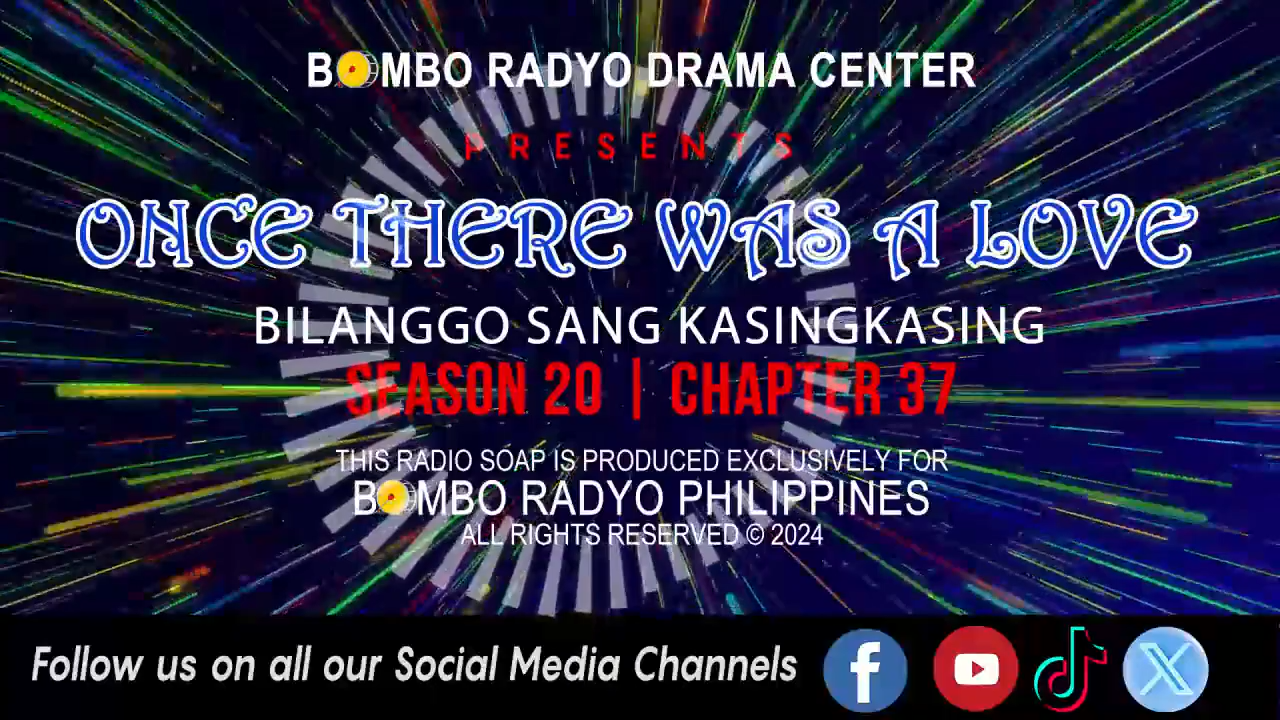 BOMBO RADYO DRAMA CENTER
PRESENTS
ONCE THERE WAS A LOVE
BILANGGO SANG KASINGKASING
SEASON 20 | CHAPTER 37
THIS RADIO SOAP IS PRODUCED EXCLUSIVELY FOR
BOMBO RADYO PHILIPPINES
ALL RIGHTS RESERVED © 2024
Follow us on all our Social Media Channels